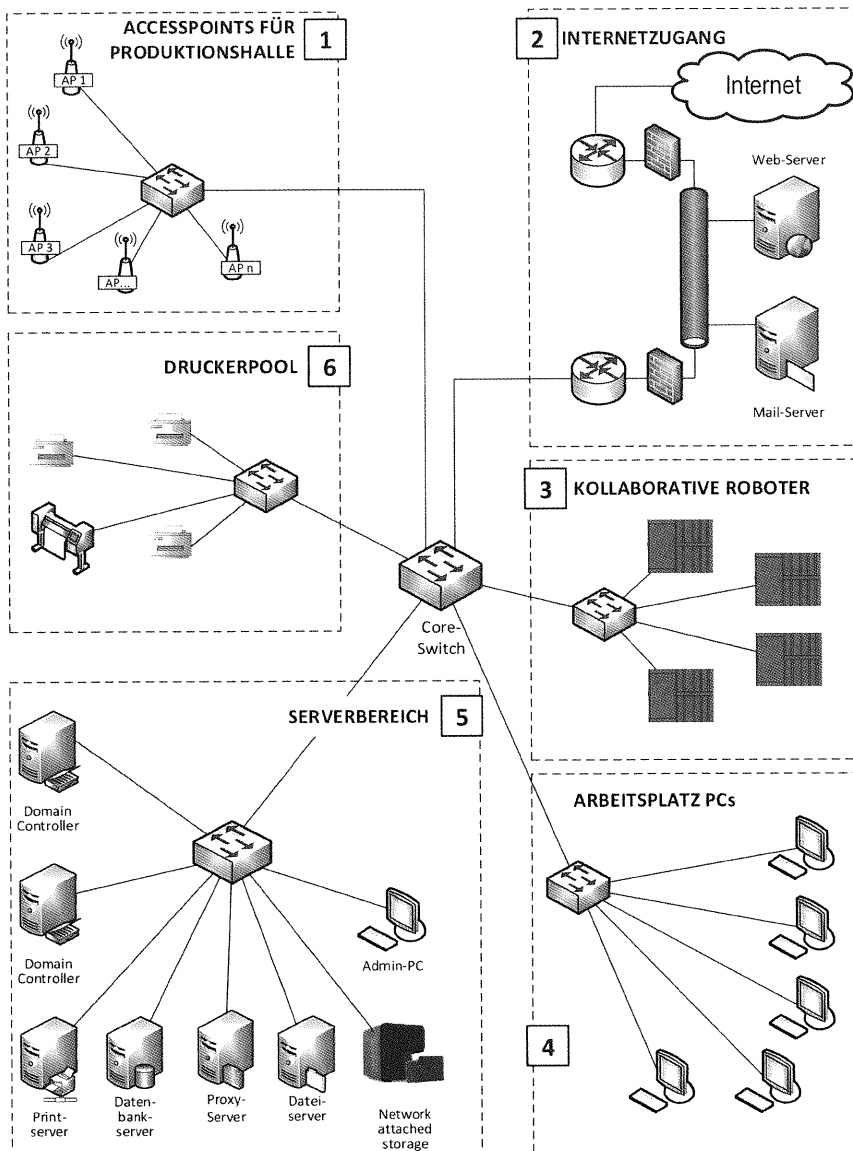 ACCESSPOINTS FÜR
PRODUKTIONSHALLE
1
AP 1
AP 2
AP 3
AP...
AP n
2
INTERNETZUGANG
Internet
Web-Server
Mail-Server
DRUCKERPOOL
6
3
KOLLABORATIVE ROBOTER
Core-
Switch
SERVERBEREICH
5
Domain
Controller
Domain
Controller
Admin-PC
Print-
server
Daten-
bank-
server
Proxy-
Server
Datei-
server
Network
attached
storage
ARBEITSPLATZ PCs
4